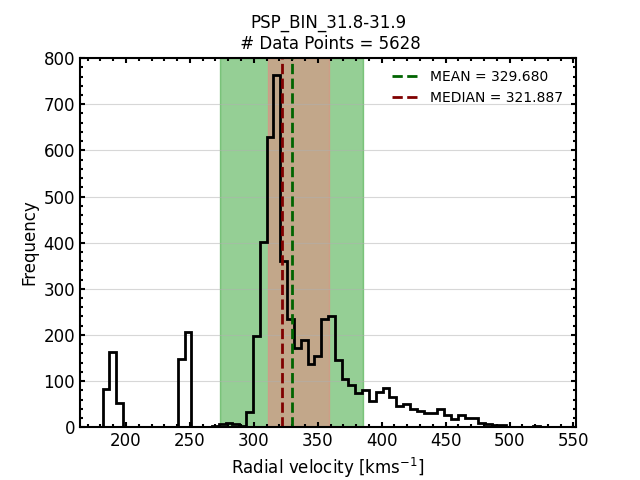 PSP_BIN_31.8-31.9
# Data Points = 5628
MEAN = 329.680
MEDIAN = 321.887
800
700
600
500
400
300
200
100
0
Frequency
200 250 300 350 400 450 500 550
Radial velocity [kms⁻¹]